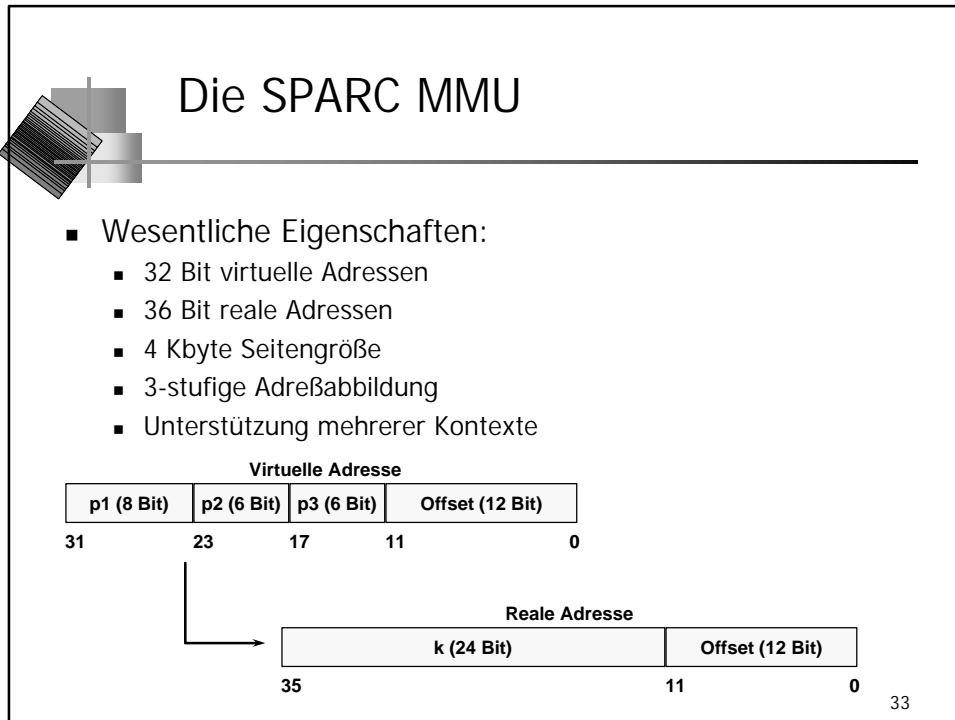 Die SPARC MMU
Wesentliche Eigenschaften:
32 Bit virtuelle Adressen
36 Bit reale Adressen
4 Kbyte Seitengröße
3-stufige Adreßabbildung
Unterstützung mehrerer Kontexte
Virtuelle Adresse
p1 (8 Bit) p2 (6 Bit) p3 (6 Bit) Offset (12 Bit)
31 23 17 11 0
Reale Adresse
k (24 Bit) Offset (12 Bit)
35 11 0
33